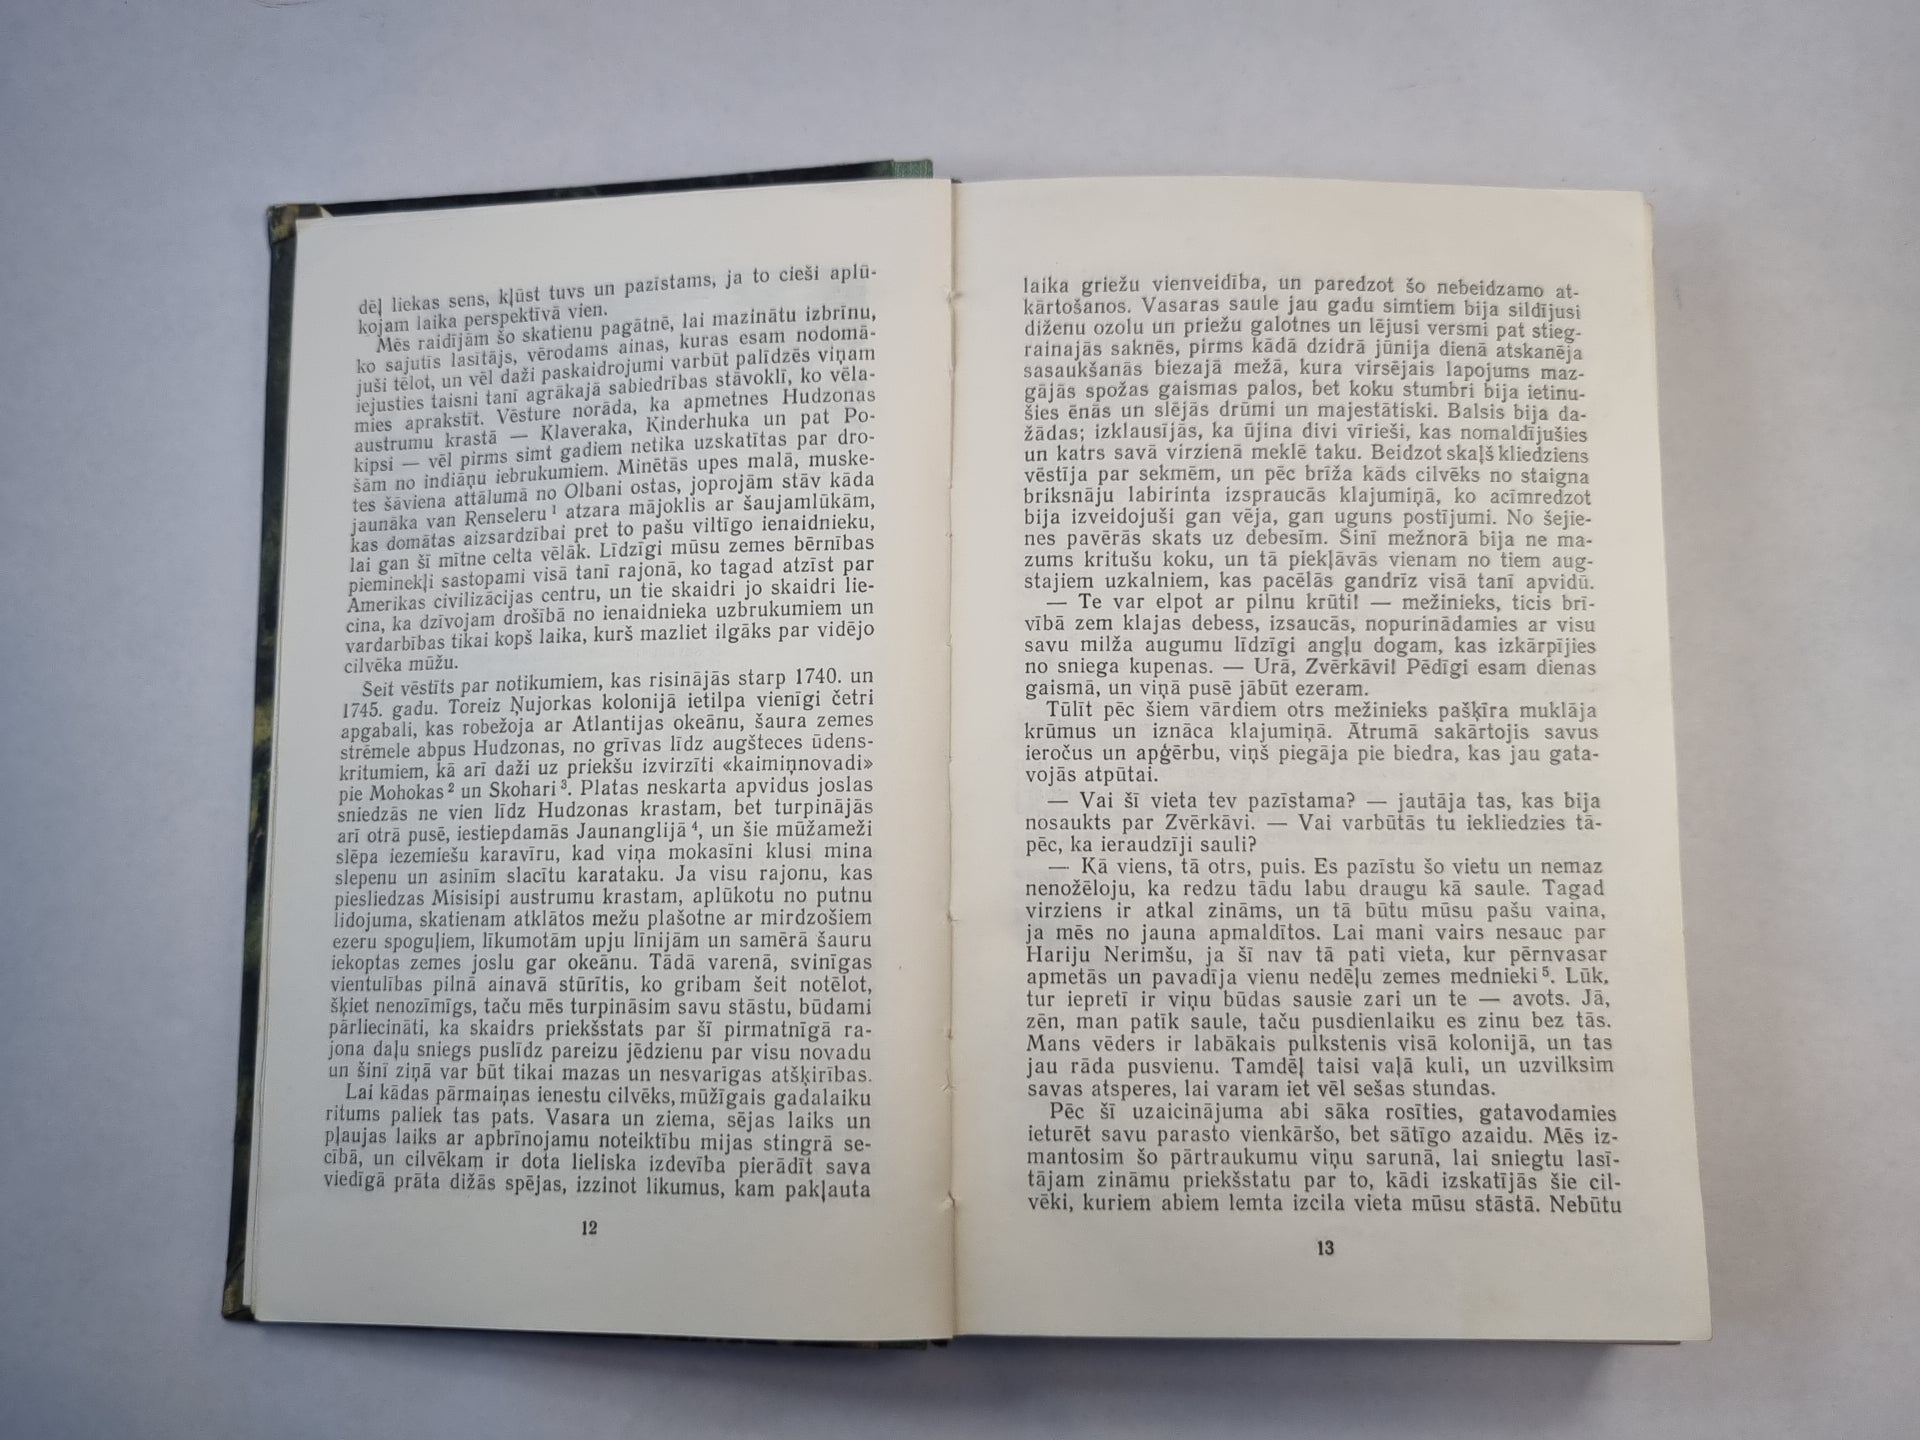 dēļ liekas sens, kļūst tuvs un pazīstams, ja to cieši aplū-
kojam laika perspektīvā vien.
Mēs raidījām šo skatienu pagātnē, lai mazinātu izbrīnu,
ko sajutīs lasītājs, vērodams ainas, kuras esam nodomā-
juši tēlot, un vēl daži paskaidrojumi varbūt palīdzēs viņam
iejusties taisni tanī agrākajā sabiedrības stāvoklī, ko vēla-
mies aprakstīt. Vēsture norāda, ka apmetnes Hudzonas
austrumu krastā — Klaveraka, Kinderhuka un pat Po-
kipsi — vēl pirms simt gadiem netika uzskatītas par dro-
šām no indiāņu iebrukumiem. Minētās upes malā, muske-
tes šāviena attālumā no Olbani ostas, joprojām stāv kāda
jaunāka van Renseleru¹ atzara mājoklis ar šaujamlūkām,
kas domātas aizsardzībai pret to pašu viltīgo ienaidnieku,
lai gan šī mītne celta vēlāk. Līdzīgi mūsu zemes bērnības
pieminekļi sastopami visā tanī rajonā, ko tagad atzīst par
Amerikas civilizācijas centru, un tie skaidri jo skaidri lie-
cina, ka dzīvojam drošībā no ienaidnieka uzbrukumiem un
vardarbības tikai kopš laika, kurš mazliet ilgāks par vidējo
cilvēka mūžu.
Šeit vēstīts par notikumiem, kas risinājās starp 1740. un
1745. gadu. Toreiz Ņujorkas kolonijā ietilpa vienīgi četri
apgabali, kas robežoja ar Atlantijas okeānu, šaura zemes
strēmele abpus Hudzonas, no grīvas līdz augšteces ūdens-
kritumiem, kā arī daži uz priekšu izvirzīti «kaimiņnovadi»
pie Mohokas² un Skohari³. Platas neskarta apvidus joslas
sniedzās ne vien līdz Hudzonas krastam, bet turpinājās
arī otrā pusē, iestiepdamās Jaunanglijā⁴, un šie mūžameži
slēpa iezemiešu karavīru, kad viņa mokasīni klusi mina
slepenu un asinīm slacītu karataku. Ja visu rajonu, kas
piesliedzas Misisipi austrumu krastam, aplūkotu no putnu
lidojuma, skatienam atklātos mežu plašotne ar mirdzošiem
ezeru spoguļiem, līkumotām upju līnijām un samērā šauru
iekoptas zemes joslu gar okeānu. Tādā varenā, svinīgas
vientulības pilnā ainavā stūrītis, ko gribam šeit notēlot,
šķiet nenozīmīgs, taču mēs turpināsim savu stāstu, būdami
pārliecināti, ka skaidrs priekšstats par šī pirmatnīgā ra-
jona daļu sniegs puslīdz pareizu jēdzienu par visu novadu
un šinī ziņā var būt tikai mazas un nesvarīgas atšķirības.
Lai kādas pārmaiņas ienestu cilvēks, mūžīgais gadalaiku
ritums paliek tas pats. Vasara un ziema, sējas laiks un
pļaujas laiks ar apbrīnojamu noteiktību mijas stingrā se-
cībā, un cilvēkam ir dota lieliska izdevība pierādīt sava
viedīgā prāta dižās spējas, izzinot likumus, kam pakļauta
12
laika griežu vienveidība, un paredzot šo nebeidzamo at-
kārtošanos. Vasaras saule jau gadu simtiem bija sildījusi
diženu ozolu un priežu galotnes un lējusi versmi pat stieg-
rainajās saknēs, pirms kādā dzidrā jūnija dienā atskanēja
sasaukšanās biezajā mežā, kura virsējais lapojums maz-
gājās spožas gaismas palos, bet koku stumbri bija ietinu-
šies ēnās un slējās drūmi un majestātiski. Balsis bija da-
žādas; izklausījās, ka ūjina divi vīrieši, kas nomaldījušies
un katrs savā virzienā meklē taku. Beidzot skaļš kliedziens
vēstīja par sekmēm, un pēc brīža kāds cilvēks no staigna
briksnāju labirinta izspraucās klajumiņā, ko acīmredzot
bija izveidojuši gan vēja, gan uguns postījumi. No šejie-
nes pavērās skats uz debesīm. Šinī mežnorā bija ne ma-
zums kritušu koku, un tā piekļāvās vienam no tiem aug-
stajiem uzkalniem, kas pacēlās gandrīz visā tanī apvidū.
— Te var elpot ar pilnu krūti! — mežinieks, ticis brī-
vībā zem klajas debess, izsaucās, nopurinādamies ar visu
savu milža augumu līdzīgi angļu dogam, kas izkārpījies
no sniega kupenas. — Urā, Zvērkāvi! Pēdīgi esam dienas
gaismā, un viņā pusē jābūt ezeram.
Tūlīt pēc šiem vārdiem otrs mežinieks pašķīra muklāja
krūmus un iznāca klajumiņā. Ātrumā sakārtojis savus
ieročus un apģērbu, viņš piegāja pie biedra, kas jau gata-
vojās atpūtai.
— Vai šī vieta tev pazīstama? — jautāja tas, kas bija
nosaukts par Zvērkāvi. — Vai varbūtās tu iekliedzies tā-
pēc, ka ieraudzīji sauli?
— Kā viens, tā otrs, puis. Es pazīstu šo vietu un nemaz
nenožēloju, ka redzu tādu labu draugu kā saule. Tagad
virziens ir atkal zināms, un tā būtu mūsu pašu vaina,
ja mēs no jauna apmaldītos. Lai mani vairs nesauc par
Hariju Nerimšu, ja šī nav tā pati vieta, kur pērnvasar
apmetās un pavadīja vienu nedēļu zemes mednieki⁵. Lūk,
tur iepretī ir viņu būdas sausie zari un te — avots. Jā,
zēn, man patīk saule, taču pusdienlaiku es zinu bez tās.
Mans vēders ir labākais pulkstenis visā kolonijā, un tas
jau rāda pusvienu. Tamdēļ taisi vaļā kuli, un uzvilksim
savas atsperes, lai varam iet vēl sešas stundas.
Pēc šī uzaicinājuma abi sāka rosīties, gatavodamies
ieturēt savu parasto vienkāršo, bet sātīgo azaidu. Mēs iz-
mantosim šo pārtraukumu viņu sarunā, lai sniegtu lasī-
tājam zināmu priekšstatu par to, kādi izskatījās šie cil-
vēki, kuriem abiem lemta izcila vieta mūsu stāstā. Nebūtu
13